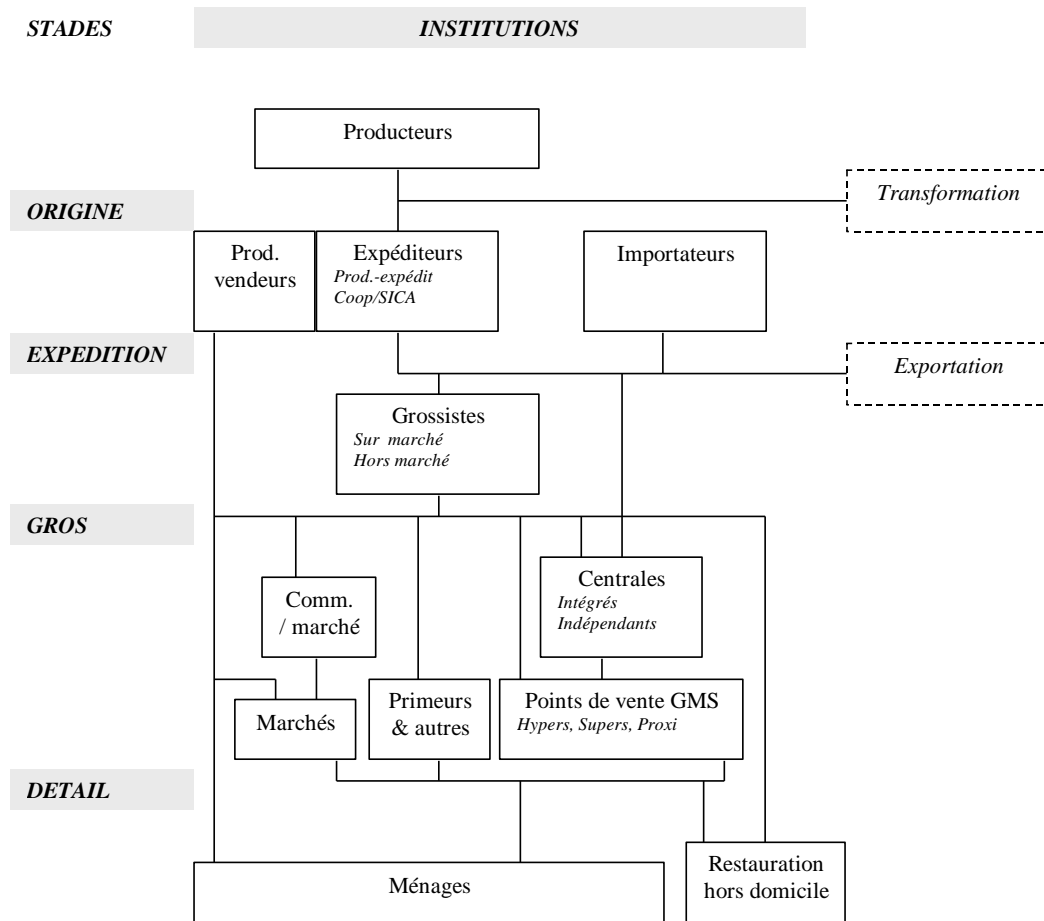 STADES
INSTITUTIONS
Producteurs
Transformation
ORIGINE
Prod.
vendeurs
Expéditeurs
Prod.-expédit
Coop/SICA
Importateurs
EXPEDITION
Exportation
Grossistes
Sur marché
Hors marché
GROS
Centrales
Intégrés
Indépendants
Comm.
/ marché
Marchés
Primeurs
& autres
Points de vente GMS
Hypers, Supers, Proxi
DETAIL
Ménages
Restauration
hors domicile